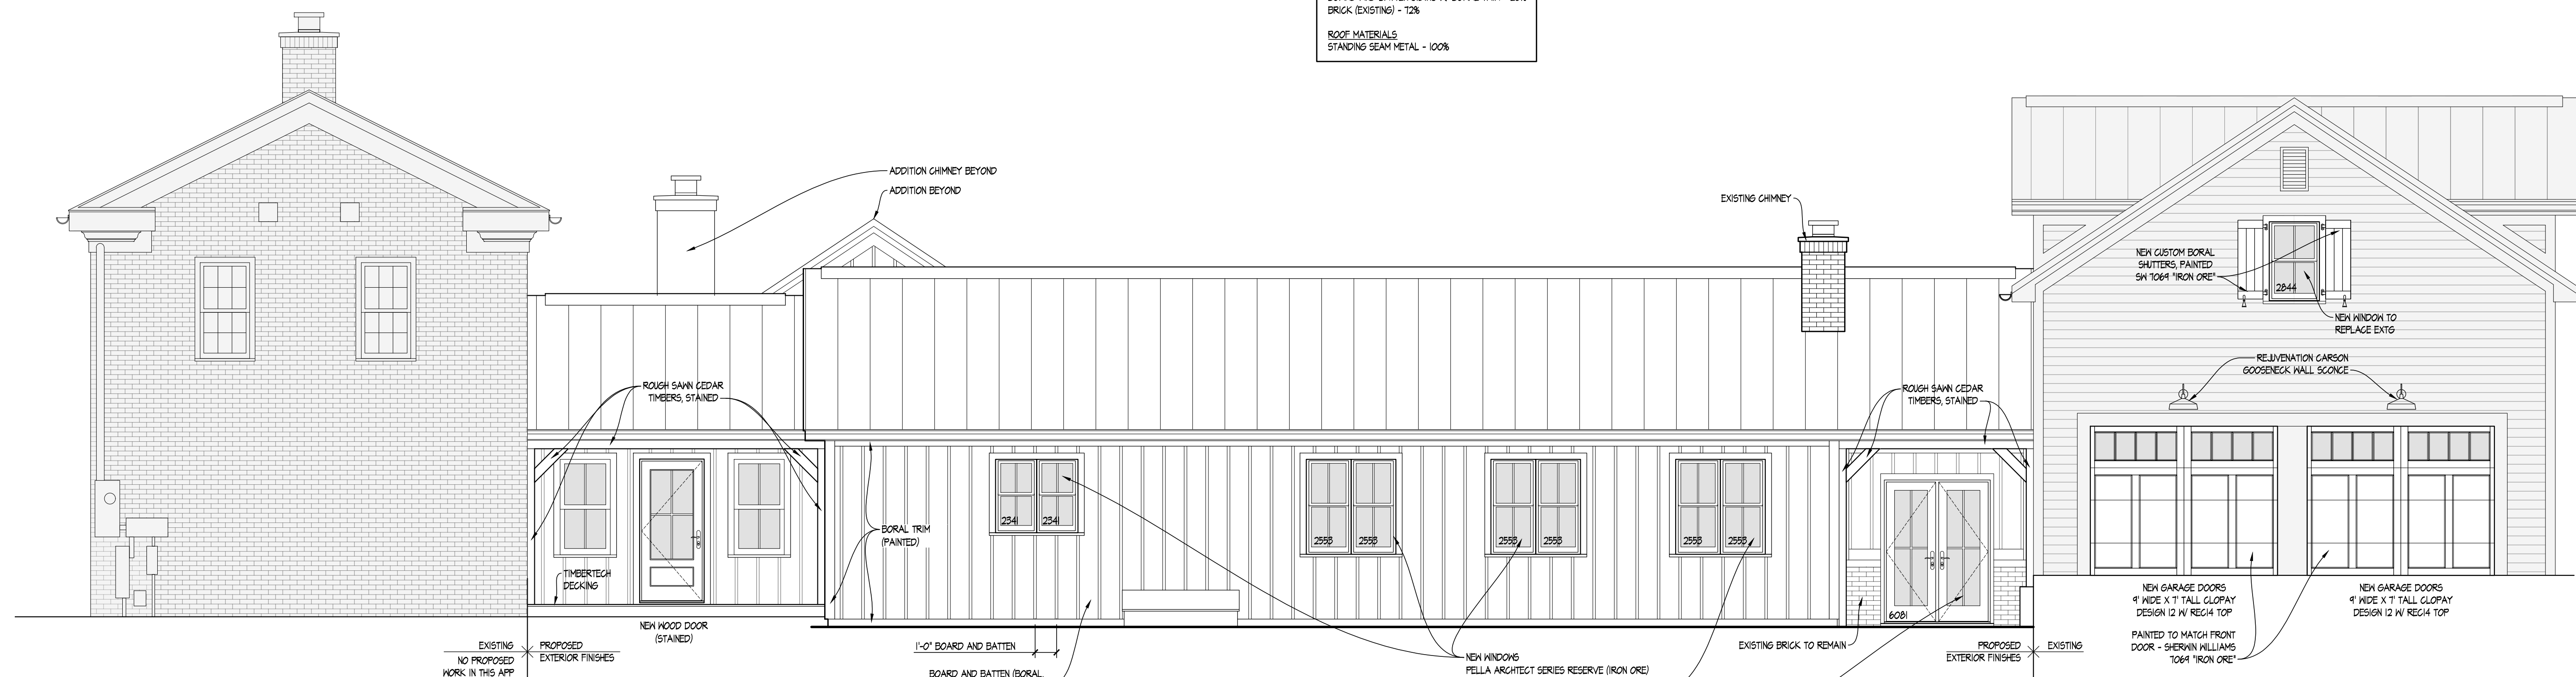 BRICK (EXISTING) - 72%
ROOF MATERIALS
STANDING SEAM METAL - 100%
ADDITION CHIMNEY BEYOND
ADDITION BEYOND
EXISTING CHIMNEY
NEW CUSTOM BORAL
SHUTTERS, PAINTED
SW 7069 "IRON ORE"
2844
NEW WINDOW TO
REPLACE EXTG
REJUVENATION CARSON
GOOSENECK WALL SCONCE
ROUGH SAWN CEDAR
TIMBERS, STAINED
ROUGH SAWN CEDAR
TIMBERS, STAINED
2341
2341
2553
2553
2553
2553
2553
2553
BORAL TRIM
(PAINTED)
TIMBERTECH
DECKING
6081
NEW WOOD DOOR
(STAINED)
NEW GARAGE DOORS
9' WIDE X 7' TALL CLOPAY
DESIGN 12 W/ REC14 TOP
NEW GARAGE DOORS
9' WIDE X 7' TALL CLOPAY
DESIGN 12 W/ REC14 TOP
PAINTED TO MATCH FRONT
DOOR - SHERWIN WILLIAMS
7069 "IRON ORE"
EXISTING
PROPOSED
NO PROPOSED
WORK IN THIS APP
EXTERIOR FINISHES
1'-0" BOARD AND BATTEN
BOARD AND BATTEN (BORAL,
NEW WINDOWS
PELLA ARCHITECT SERIES RESERVE (IRON ORE)
EXISTING BRICK TO REMAIN
PROPOSED
EXISTING
EXTERIOR FINISHES